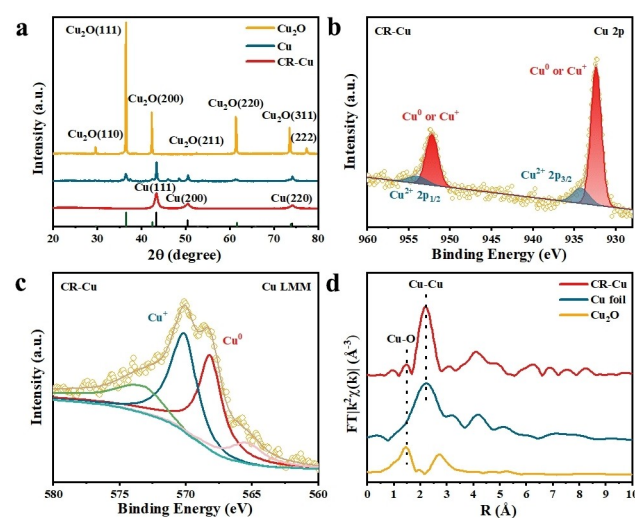 a
Cu₂O(111)
Cu₂O
Cu
CR-Cu
Cu₂O(200)
Cu₂O(220)
Cu₂O(311)
Cu₂O(110)
Cu₂O(211)
(222)
Cu(111)
Cu(200)
Cu(220)
Intensity (a.u.)
20 30 40 50 60 70 80
2θ (degree)
b
CR-Cu
Cu 2p
Cu⁰ or Cu⁺
Cu⁰ or Cu⁺
Cu²⁺ 2p₃/₂
Cu²⁺ 2p₁/₂
Intensity (a.u.)
960 955 950 945 940 935 930
Binding Energy (eV)
c
CR-Cu
Cu LMM
Cu⁺
Cu⁰
Intensity (a.u.)
580 575 570 565 560
Binding Energy (eV)
d
Cu-Cu
CR-Cu
Cu foil
Cu₂O
Cu-O
FT|k²χ(k)| (Å⁻³)
0 1 2 3 4 5 6 7 8 9 10
R (Å)